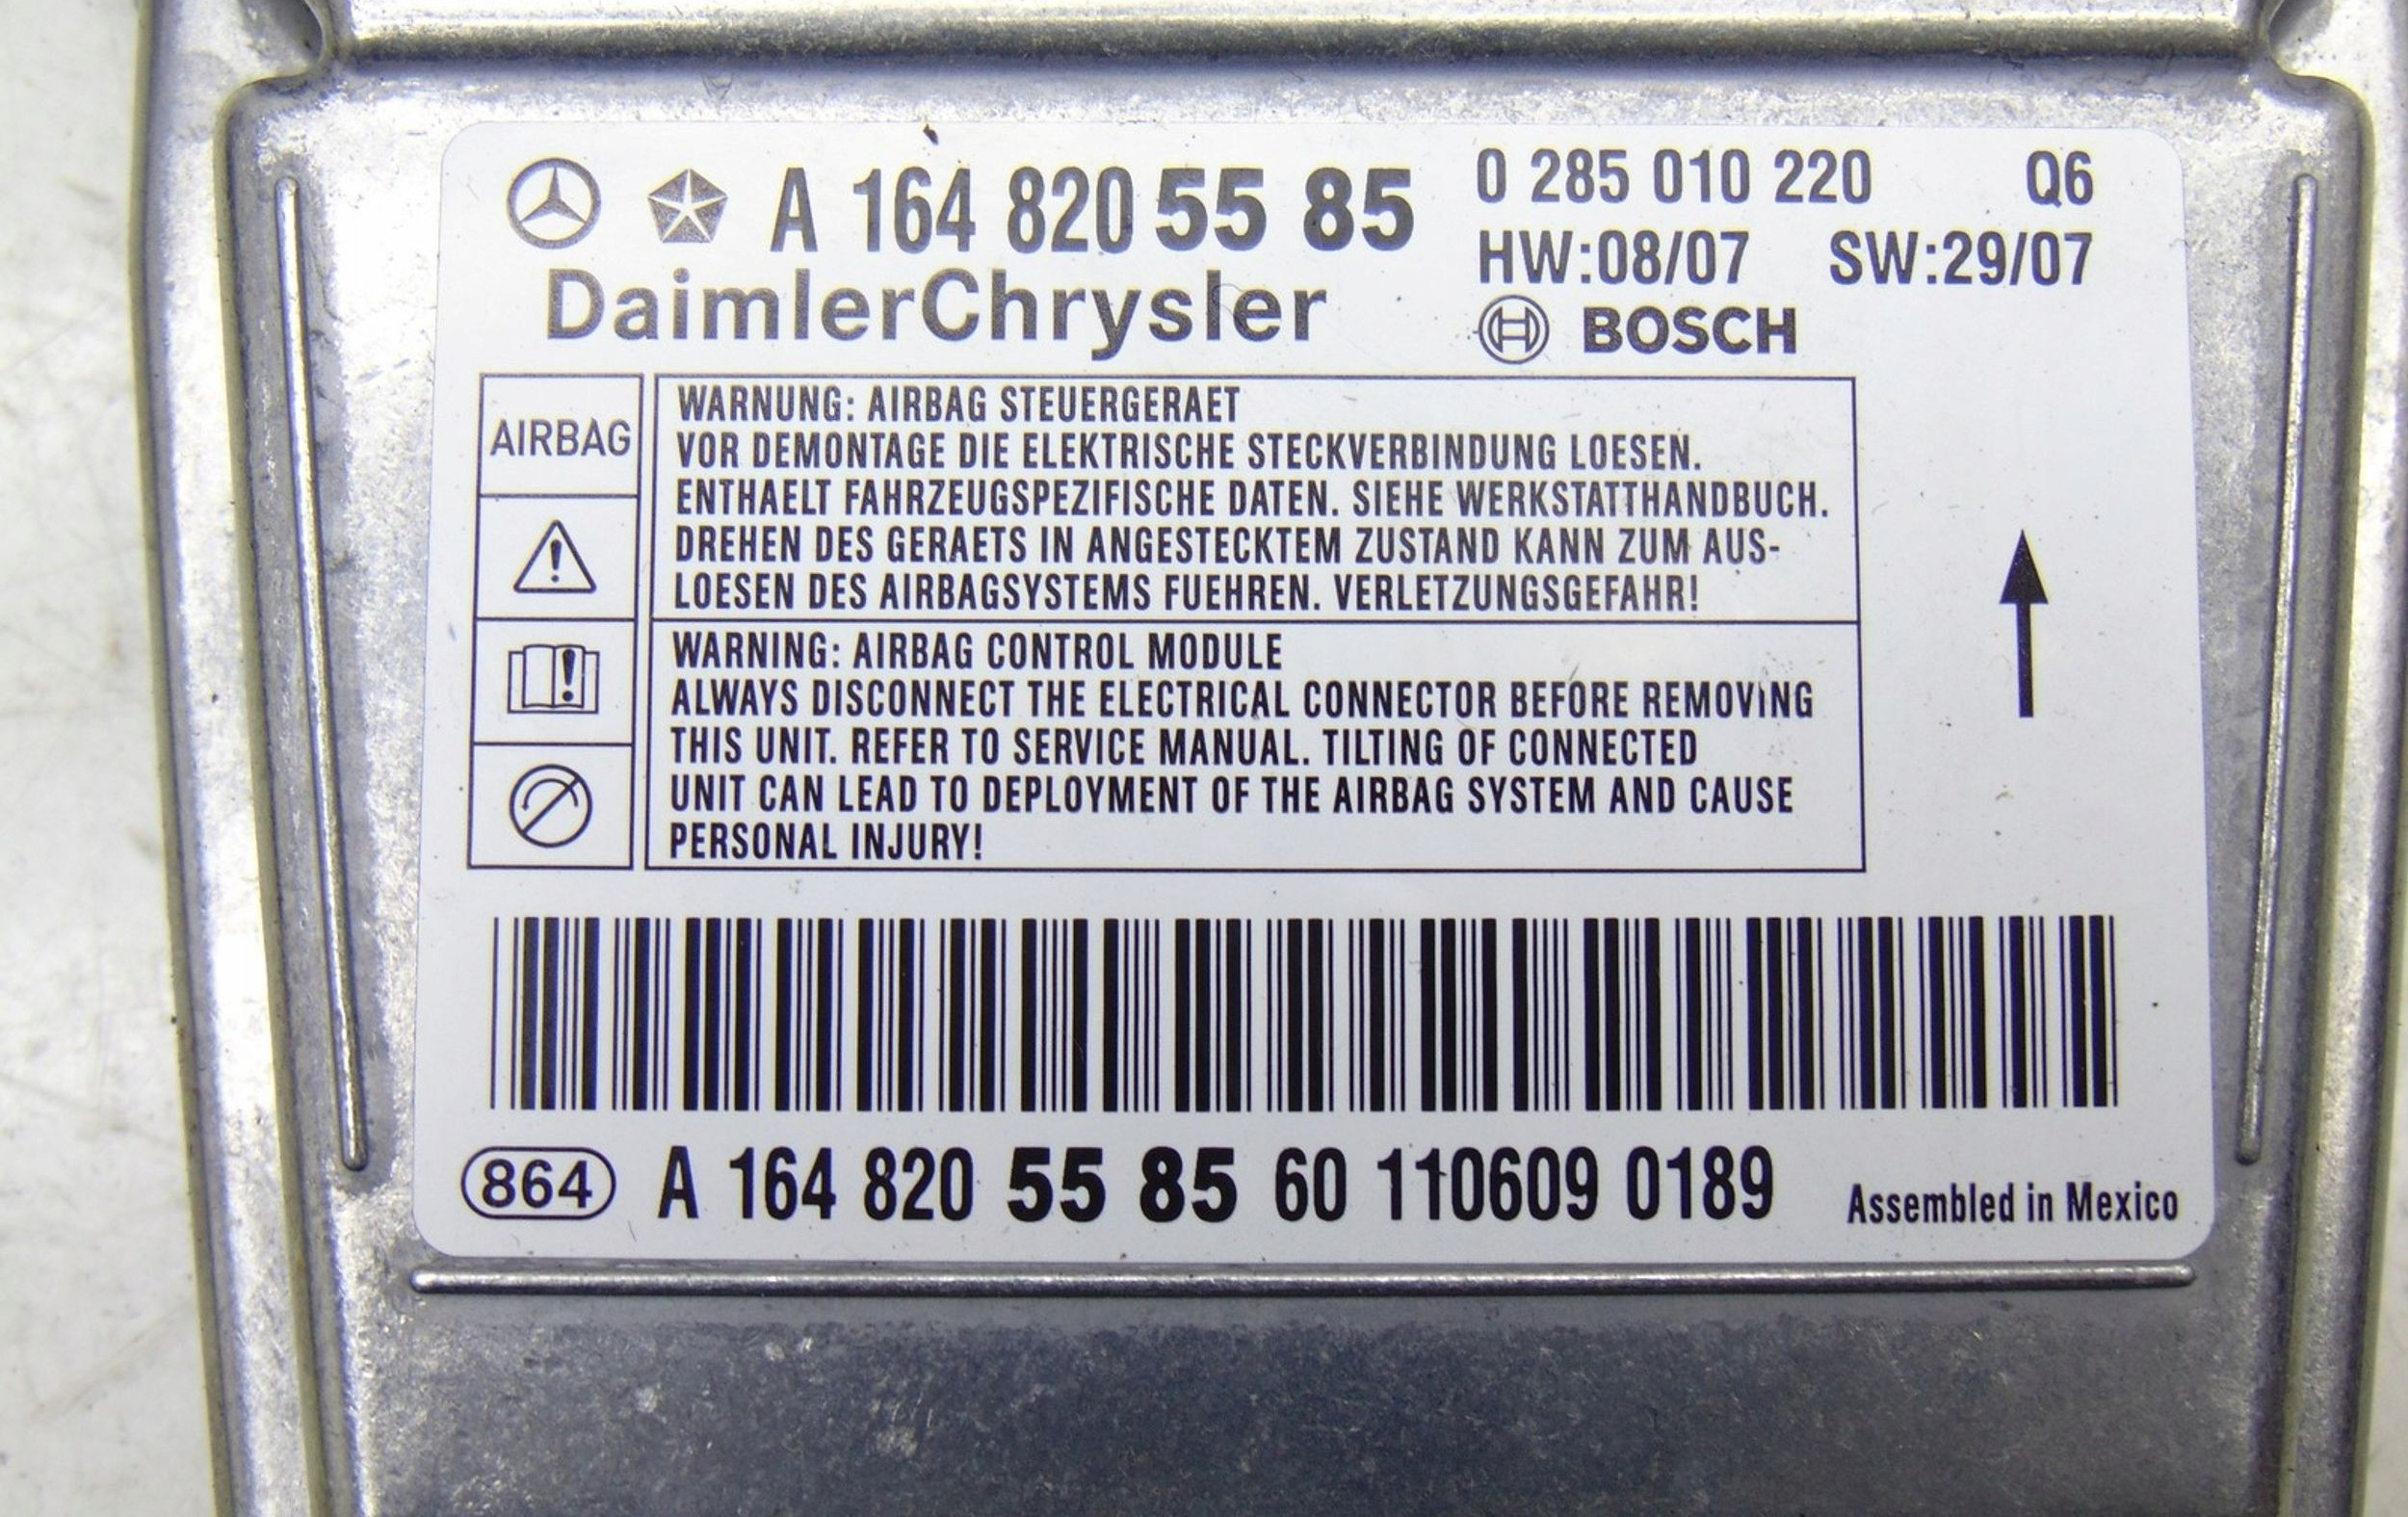 A 164 820 55 85
DaimlerChrysler
0 285 010 220 Q6
HW:08/07 SW:29/07
BOSCH
AIRBAG
WARNUNG: AIRBAG STEUERGERAET
VOR DEMONTAGE DIE ELEKTRISCHE STECKVERBINDUNG LOESEN.
ENTHAELT FAHRZEUGSPEZIFISCHE DATEN. SIEHE WERKSTATTHANDBUCH.
DREHEN DES GERAETS IN ANGESTECKTEM ZUSTAND KANN ZUM AUS-
LOESEN DES AIRBAGSYSTEMS FUEHREN. VERLETZUNGSGEFAHR!
WARNING: AIRBAG CONTROL MODULE
ALWAYS DISCONNECT THE ELECTRICAL CONNECTOR BEFORE REMOVING
THIS UNIT. REFER TO SERVICE MANUAL. TILTING OF CONNECTED
UNIT CAN LEAD TO DEPLOYMENT OF THE AIRBAG SYSTEM AND CAUSE
PERSONAL INJURY!
864 A 164 820 55 85 60 110609 0189 Assembled in Mexico